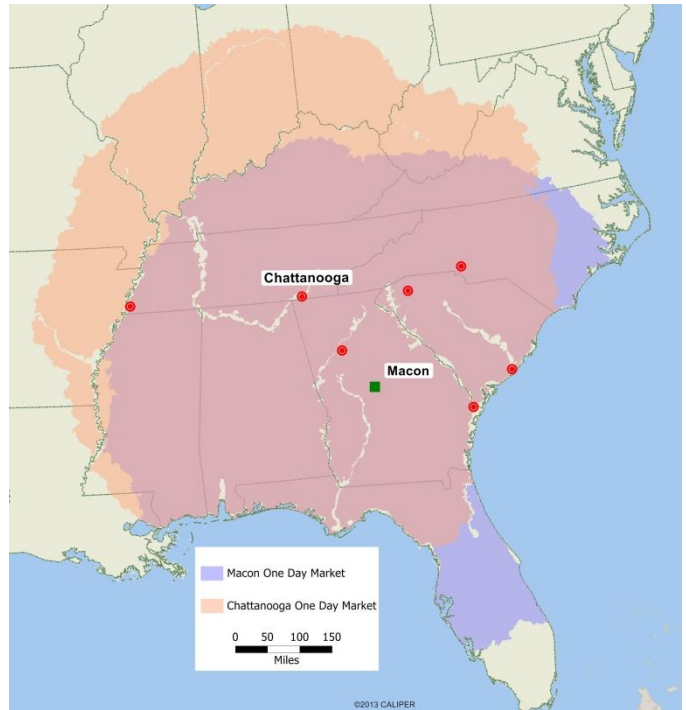 Chattanooga
Macon
Macon One Day Market
Chattanooga One Day Market
0 50 100 150
Miles
©2013 CALIPER